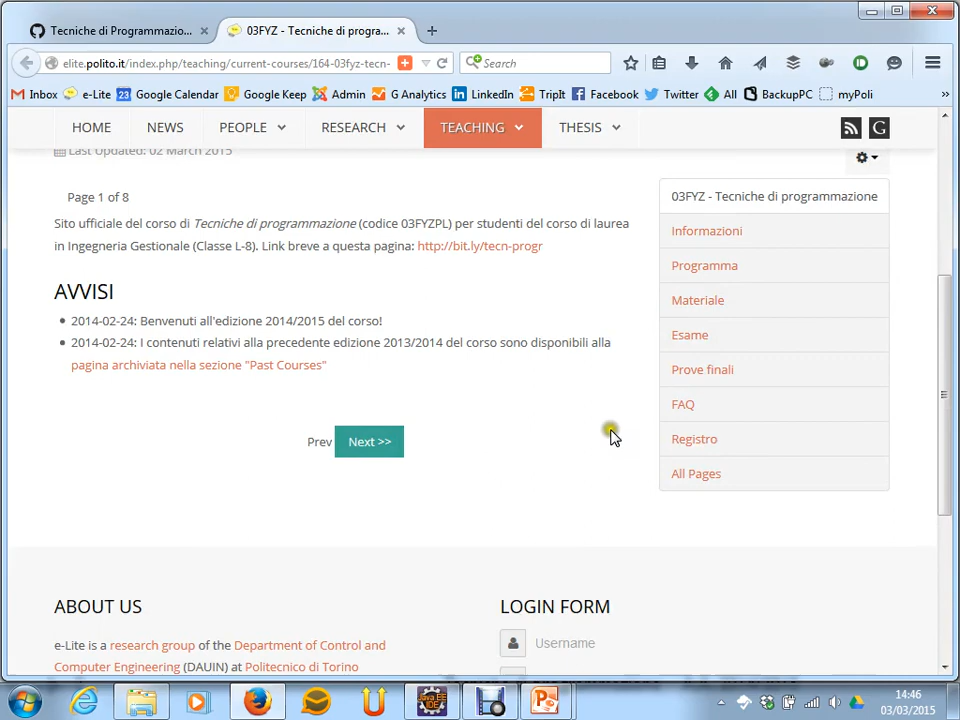 Tecniche di Programmazio...
03FYZ - Tecniche di progra...
elite.polito.it/index.php/teaching/current-courses/164-03fyz-tecn-
Search
Inbox e-Lite 23 Google Calendar Google Keep Admin G Analytics LinkedIn TripIt Facebook Twitter All BackupPC myPoli »
HOME NEWS PEOPLE RESEARCH TEACHING THESIS G
Last Updated: 02 March 2015
Page 1 of 8
Sito ufficiale del corso di Tecniche di programmazione (codice 03FYZPL) per studenti del corso di laurea
in Ingegneria Gestionale (Classe L-8). Link breve a questa pagina: http://bit.ly/tecn-progr
AVVISI
2014-02-24: Benvenuti all'edizione 2014/2015 del corso!
2014-02-24: I contenuti relativi alla precedente edizione 2013/2014 del corso sono disponibili alla
pagina archiviata nella sezione "Past Courses"
Prev Next >>
03FYZ - Tecniche di programmazione
Informazioni
Programma
Materiale
Esame
Prove finali
FAQ
Registro
All Pages
ABOUT US
e-Lite is a research group of the Department of Control and
Computer Engineering (DAUIN) at Politecnico di Torino
LOGIN FORM
Username
Java EE
IDE
14:46
03/03/2015